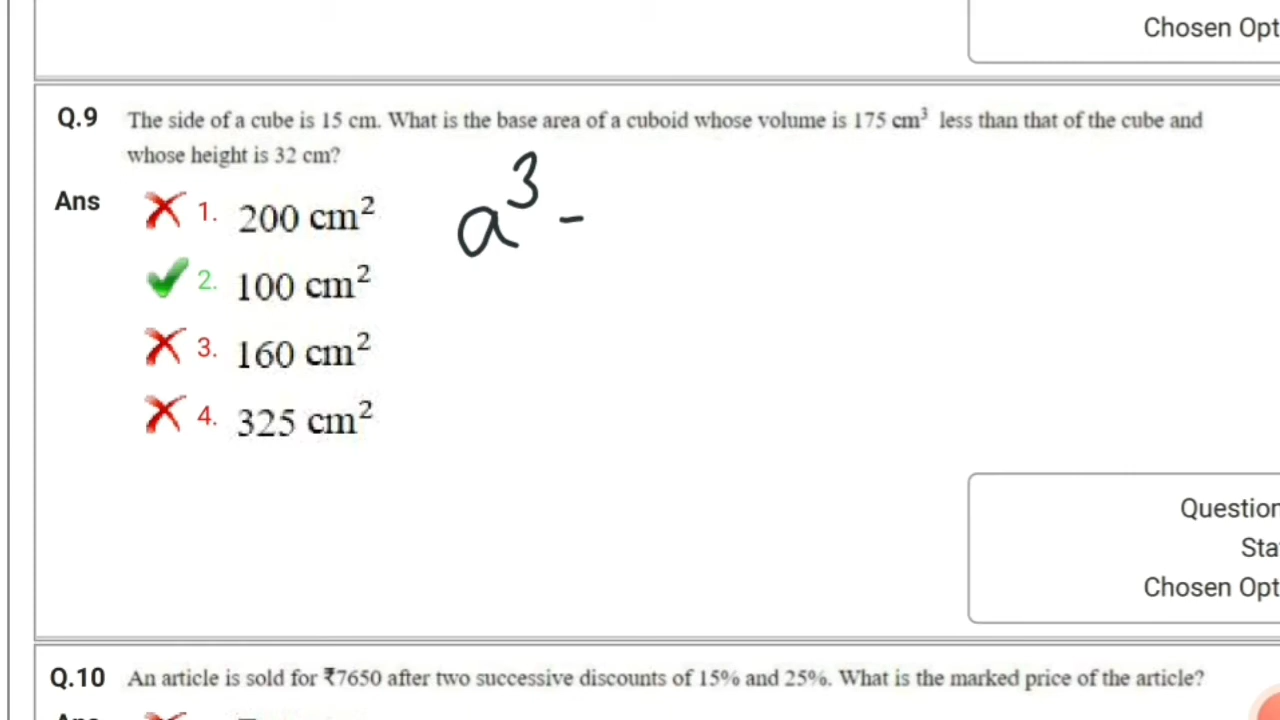 Chosen Opt
Q.9 The side of a cube is 15 cm. What is the base area of a cuboid whose volume is 175 cm³ less than that of the cube and
whose height is 32 cm?
Ans
1. 200 cm²
a³ -
2. 100 cm²
3. 160 cm²
4. 325 cm²
Question
Sta
Chosen Opt
Q.10 An article is sold for ₹7650 after two successive discounts of 15% and 25%. What is the marked price of the article?
Ans